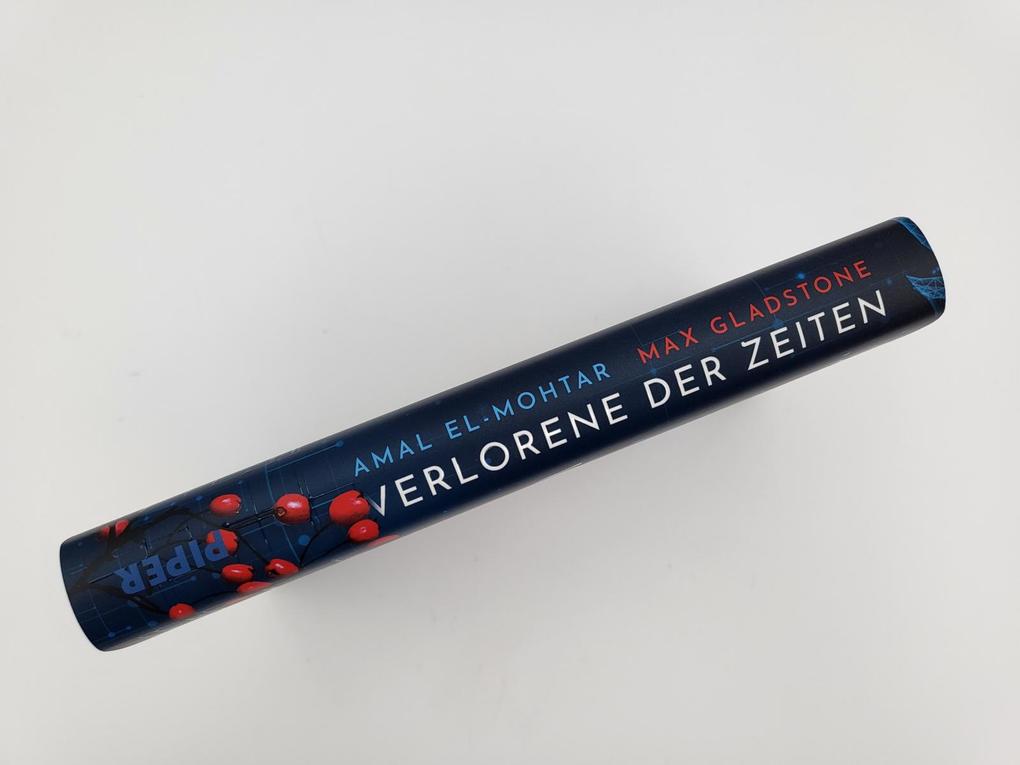 AMAL EL-MOHTAR MAX GLADSTONE
VERLORENE DER ZEITEN
PIPER